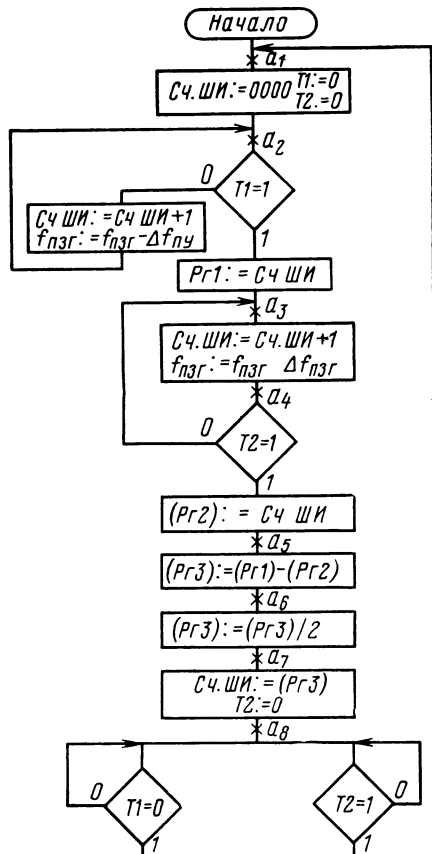 Начало
a1
Сч.ШИ:=0000 T1:=0
T2:=0
a2
0
T1=1
Сч ШИ:=Сч ШИ+1
fпзг:=fпзг-Δfпу
1
Рг1:=Сч ШИ
a3
Сч.ШИ:=Сч.ШИ+1
fпзг:=fпзг Δfпзг
a4
0
T2=1
1
(Рг2):= Сч ШИ
a5
(Рг3):=(Рг1)-(Рг2)
a6
(Рг3):=(Рг3)/2
a7
Сч.ШИ:=(Рг3)
T2:=0
a8
0
T1=0
1
T2=1
0
1